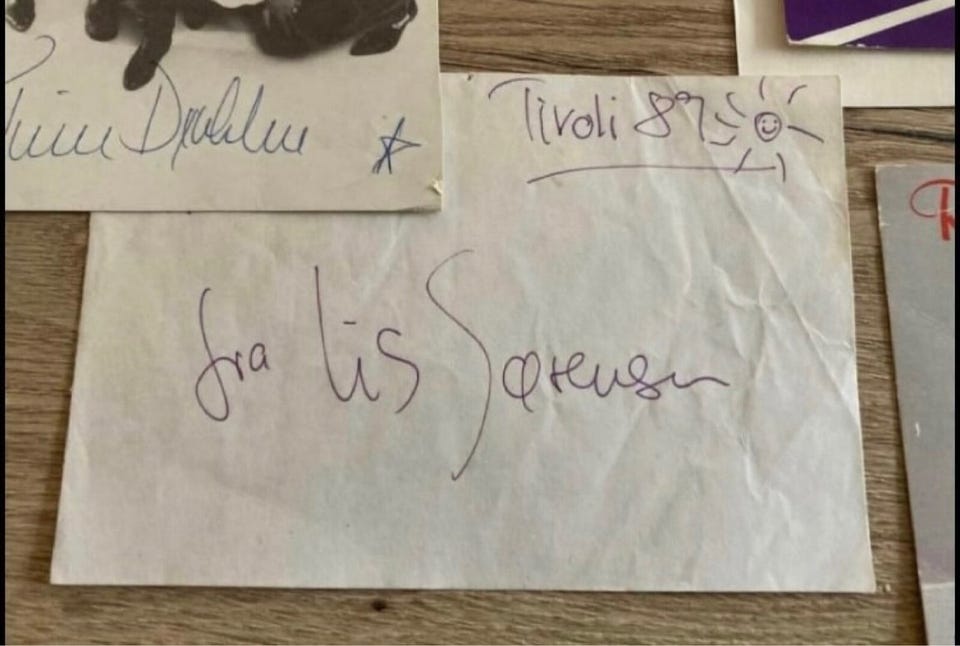 Tivoli 89
fra Lis Sørensen